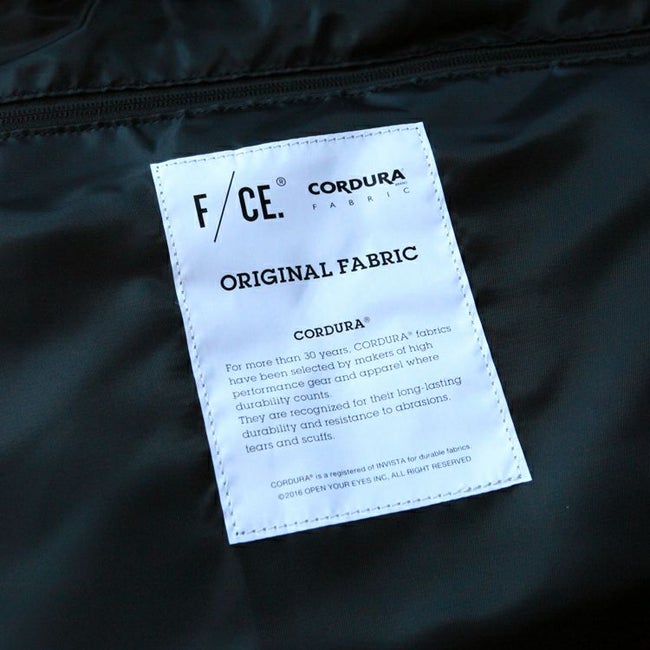 F/CE.® CORDURA BRAND
FABRIC
ORIGINAL FABRIC
CORDURA®
For more than 30 years, CORDURA® fabrics
have been selected by makers of high
performance gear and apparel where
durability counts.
They are recognized for their long-lasting
durability and resistance to abrasions,
tears and scuffs.
CORDURA® is a registered of INVISTA for durable fabrics.
©2016 OPEN YOUR EYES INC, ALL RIGHT RESERVED